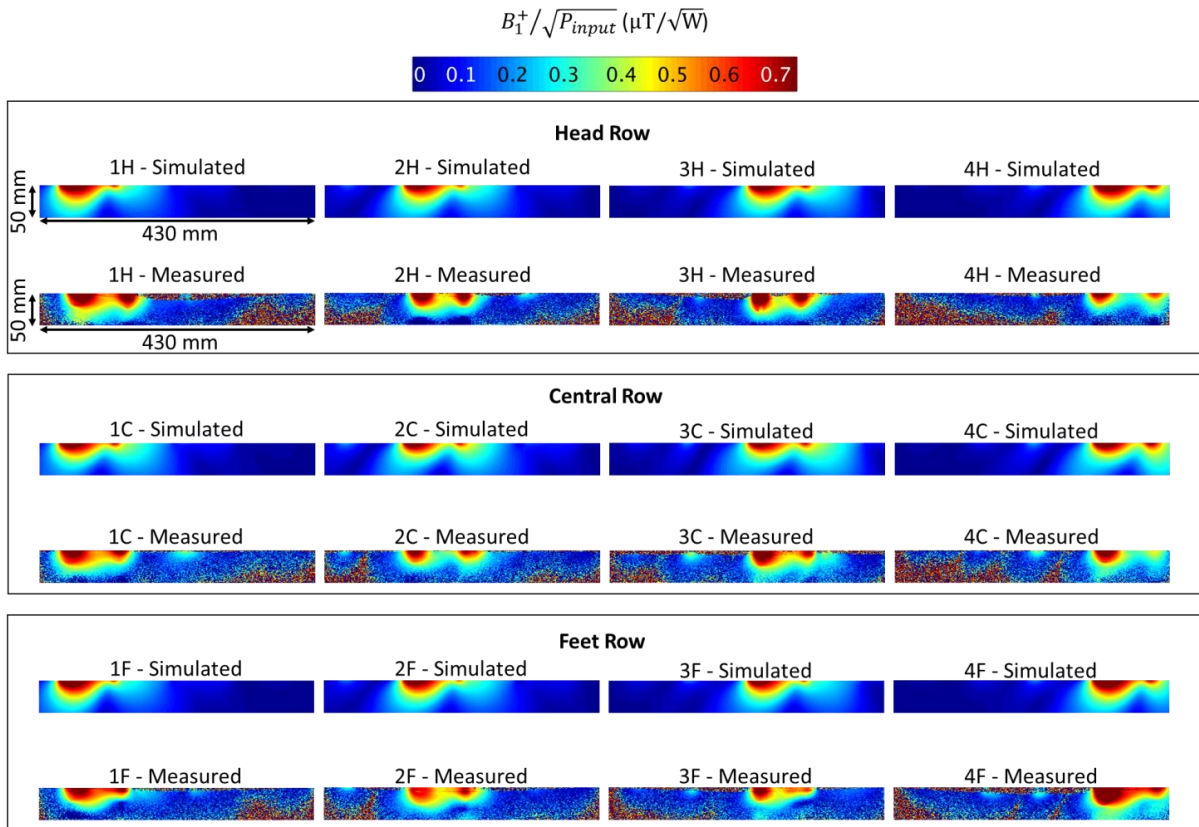 B₁⁺/√P_input (μT/√W)
0 0.1 0.2 0.3 0.4 0.5 0.6 0.7
Head Row
1H - Simulated 2H - Simulated 3H - Simulated 4H - Simulated
50 mm
430 mm
1H - Measured 2H - Measured 3H - Measured 4H - Measured
50 mm
430 mm
Central Row
1C - Simulated 2C - Simulated 3C - Simulated 4C - Simulated
1C - Measured 2C - Measured 3C - Measured 4C - Measured
Feet Row
1F - Simulated 2F - Simulated 3F - Simulated 4F - Simulated
1F - Measured 2F - Measured 3F - Measured 4F - Measured